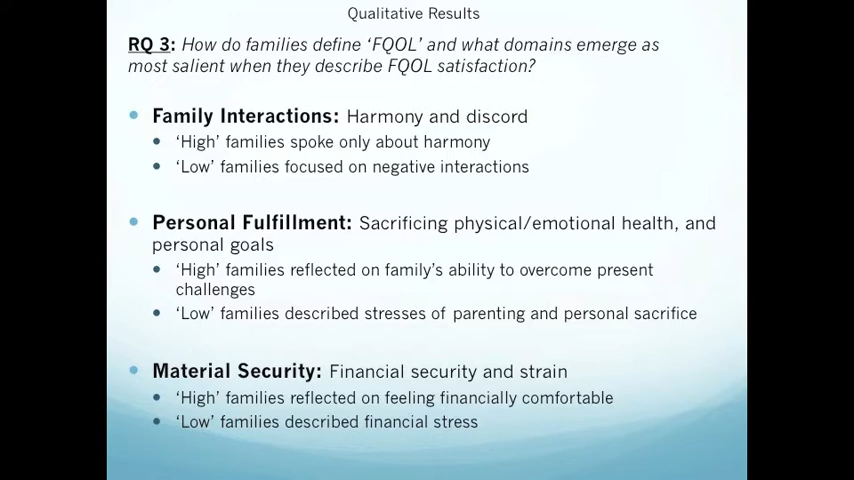 Qualitative Results
RQ 3: How do families define ‘FQOL’ and what domains emerge as
most salient when they describe FQOL satisfaction?
• Family Interactions: Harmony and discord
• ‘High’ families spoke only about harmony
• ‘Low’ families focused on negative interactions
• Personal Fulfillment: Sacrificing physical/emotional health, and
personal goals
• ‘High’ families reflected on family’s ability to overcome present
challenges
• ‘Low’ families described stresses of parenting and personal sacrifice
• Material Security: Financial security and strain
• ‘High’ families reflected on feeling financially comfortable
• ‘Low’ families described financial stress